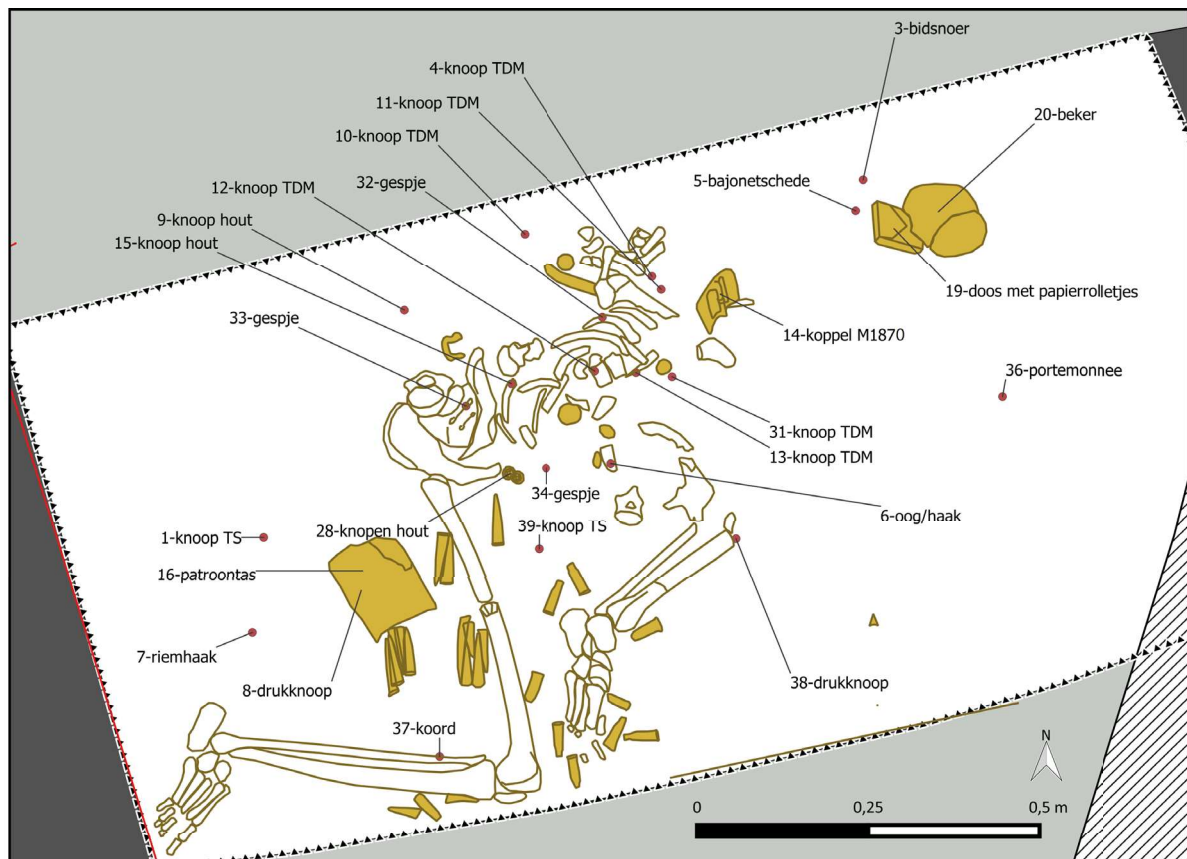 3-bidsnoer
4-knoop TDM
11-knoop TDM
20-beker
10-knoop TDM
12-knoop TDM
32-gespje
5-bajonetschede
9-knoop hout
15-knoop hout
19-doos met papierrolletjes
33-gespje
14-koppel M1870
36-portemonnee
31-knoop TDM
13-knoop TDM
34-gespje
6-oog/haak
28-knopen hout
39-knoop TS
1-knoop TS
16-patroontas
7-riemhaak
8-drukknoop
38-drukknoop
37-koord
N
0
0,25
0,5 m